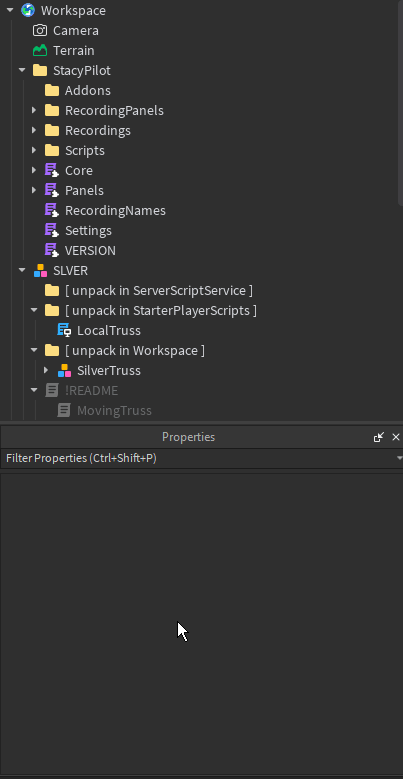 Workspace
Camera
Terrain
StacyPilot
Addons
RecordingPanels
Recordings
Scripts
Core
Panels
RecordingNames
Settings
VERSION
SLVER
[ unpack in ServerScriptService ]
[ unpack in StarterPlayerScripts ]
LocalTruss
[ unpack in Workspace ]
SilverTruss
!README
MovingTruss
Properties
Filter Properties (Ctrl+Shift+P)